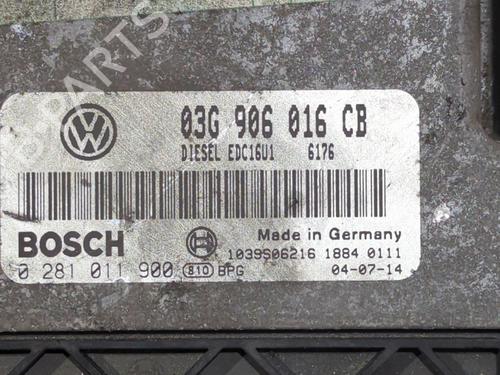 B-PARTS
03G 906 016 CB
DIESEL EDC16U1 6176
BOSCH
Made in Germany
1039S06216 1884 0111
0 281 011 900 810 BPG
04-07-14